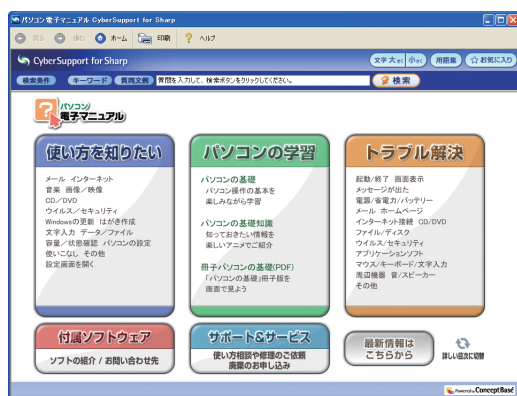 パソコン電子マニュアル CyberSupport for Sharp
戻る 進む ホーム 印刷 ヘルプ
CyberSupport for Sharp
文字 大きく 小さく 用語集 お気に入り
検索条件 キーワード 質問文例 質問を入力して、検索ボタンをクリックしてください。 検索
パソコン
電子マニュアル
使い方を知りたい
メール インターネット
音楽 画像/映像
CD/DVD
ウイルス/セキュリティ
Windowsの更新 はがき作成
文字入力 データ/ファイル
容量/状態確認 パソコンの設定
使いこなし その他
設定画面を開く
パソコンの学習
パソコンの基礎
パソコン操作の基本を
楽しみながら学習
パソコンの基礎知識
知っておきたい情報を
楽しいアニメでご紹介
冊子パソコンの基礎(PDF)
「パソコンの基礎」冊子版を
画面で見よう
トラブル解決
起動/終了 画面表示
メッセージが出た
電源/省電力/バッテリー
メール ホームページ
インターネット接続 CD/DVD
ファイル/ディスク
ウイルス/セキュリティ
アプリケーションソフト
マウス/キーボード/文字入力
周辺機器 音/スピーカー
その他
付属ソフトウェア
ソフトの紹介 / お問い合わせ先
サポート&サービス
使い方相談や修理のご依頼
廃棄のお申し込み
最新情報は
こちらから
詳しい目次に切替
Powered by ConceptBase